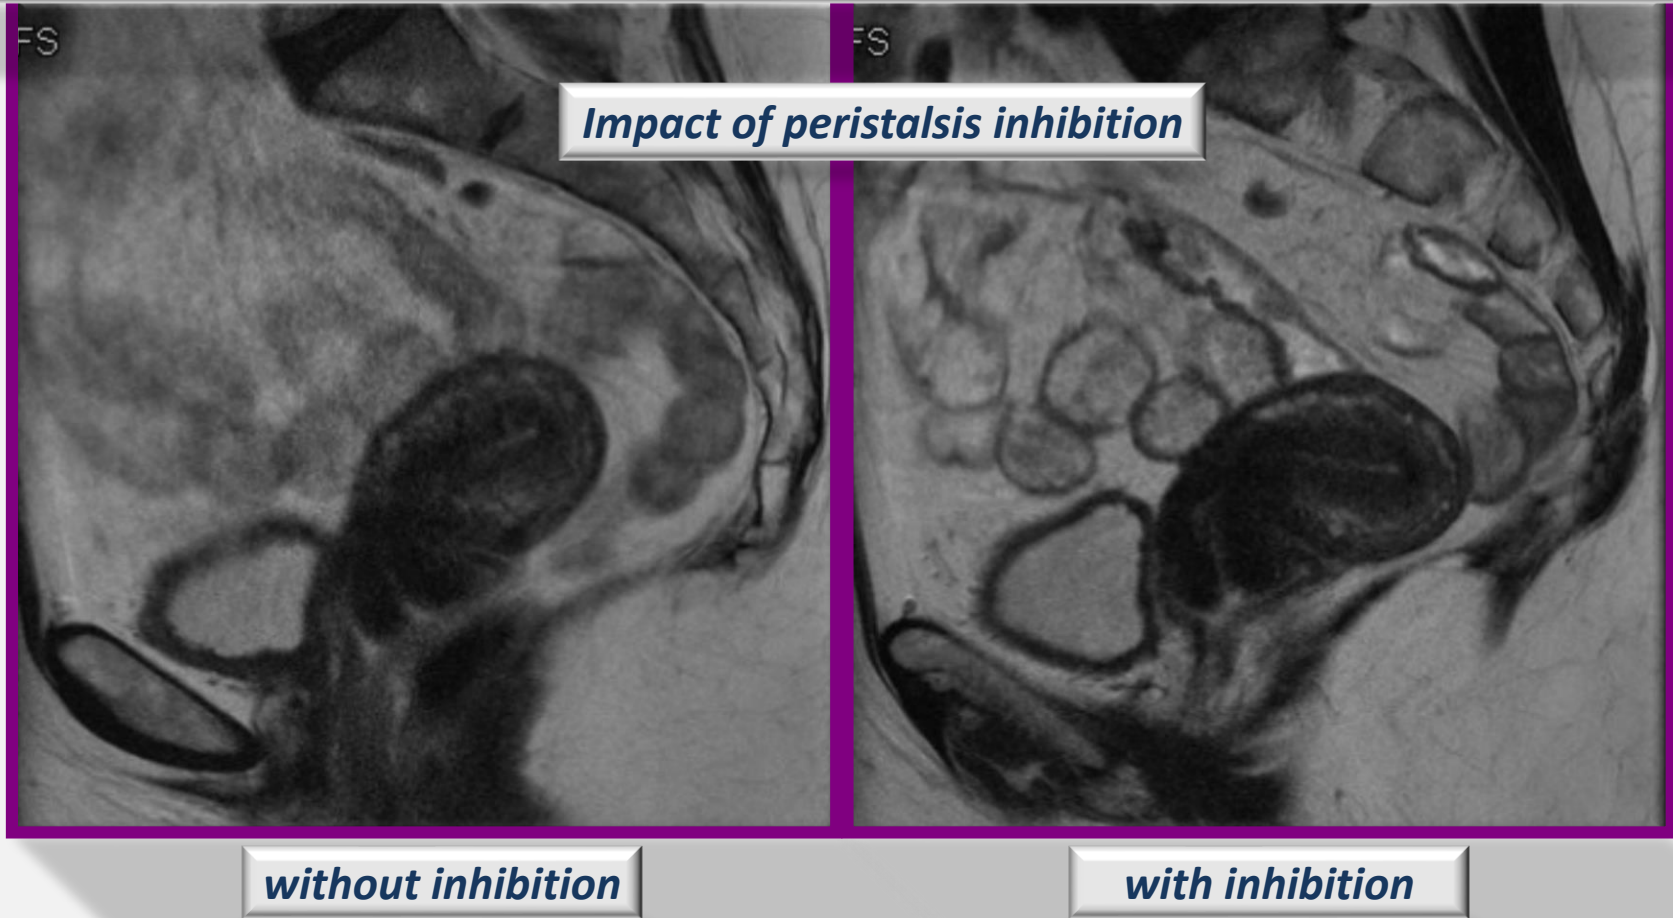 FS
FS
Impact of peristalsis inhibition
without inhibition
with inhibition